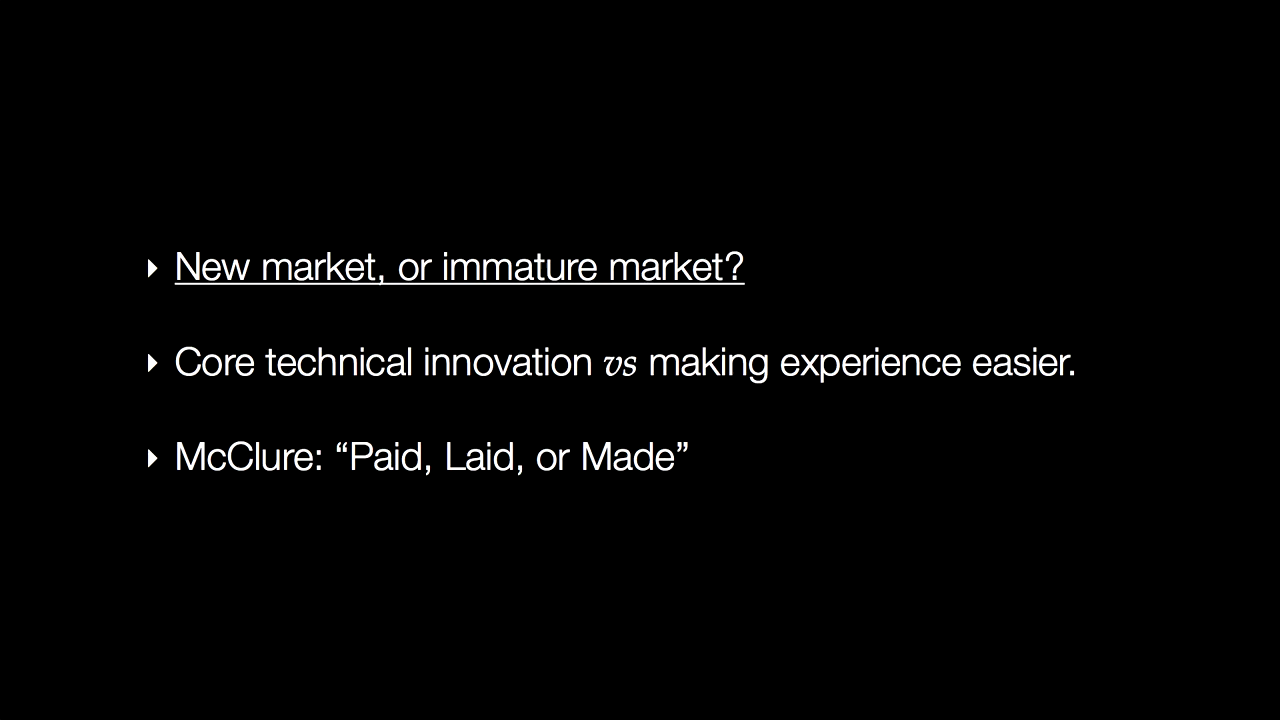 ‣ New market, or immature market?
‣ Core technical innovation vs making experience easier.
‣ McClure: “Paid, Laid, or Made”